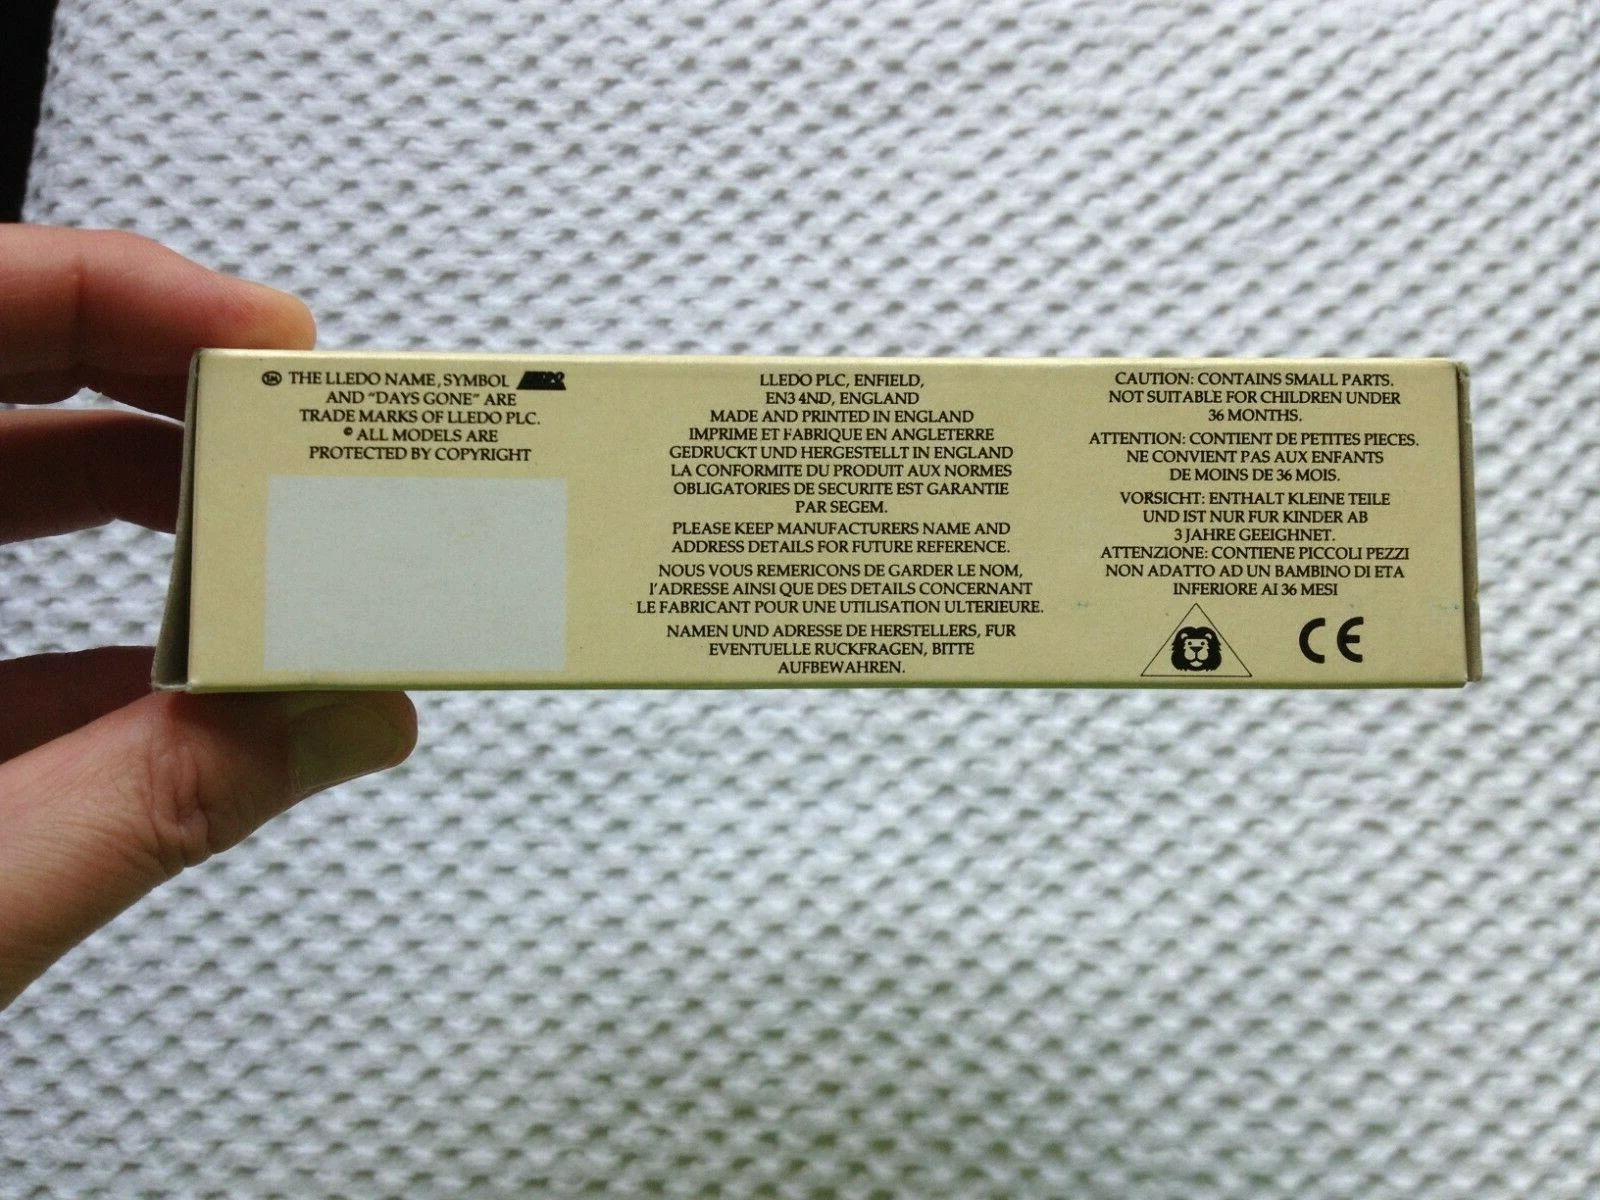 TM THE LLEDO NAME, SYMBOL LLEDO
AND "DAYS GONE" ARE
TRADE MARKS OF LLEDO PLC.
© ALL MODELS ARE
PROTECTED BY COPYRIGHT
LLEDO PLC, ENFIELD,
EN3 4ND, ENGLAND
MADE AND PRINTED IN ENGLAND
IMPRIME ET FABRIQUE EN ANGLETERRE
GEDRUCKT UND HERGESTELLT IN ENGLAND
LA CONFORMITE DU PRODUIT AUX NORMES
OBLIGATORIES DE SECURITE EST GARANTIE
PAR SEGEM.
PLEASE KEEP MANUFACTURERS NAME AND
ADDRESS DETAILS FOR FUTURE REFERENCE.
NOUS VOUS REMERICONS DE GARDER LE NOM,
l'ADRESSE AINSI QUE DES DETAILS CONCERNANT
LE FABRICANT POUR UNE UTILISATION ULTERIEURE.
NAMEN UND ADRESSE DE HERSTELLERS, FUR
EVENTUELLE RUCKFRAGEN, BITTE
AUFBEWAHREN.
CAUTION: CONTAINS SMALL PARTS.
NOT SUITABLE FOR CHILDREN UNDER
36 MONTHS.
ATTENTION: CONTIENT DE PETITES PIECES.
NE CONVIENT PAS AUX ENFANTS
DE MOINS DE 36 MOIS.
VORSICHT: ENTHALT KLEINE TEILE
UND IST NUR FUR KINDER AB
3 JAHRE GEEIGNET.
ATTENZIONE: CONTIENE PICCOLI PEZZI
NON ADATTO AD UN BAMBINO DI ETA
INFERIORE AI 36 MESI
CE